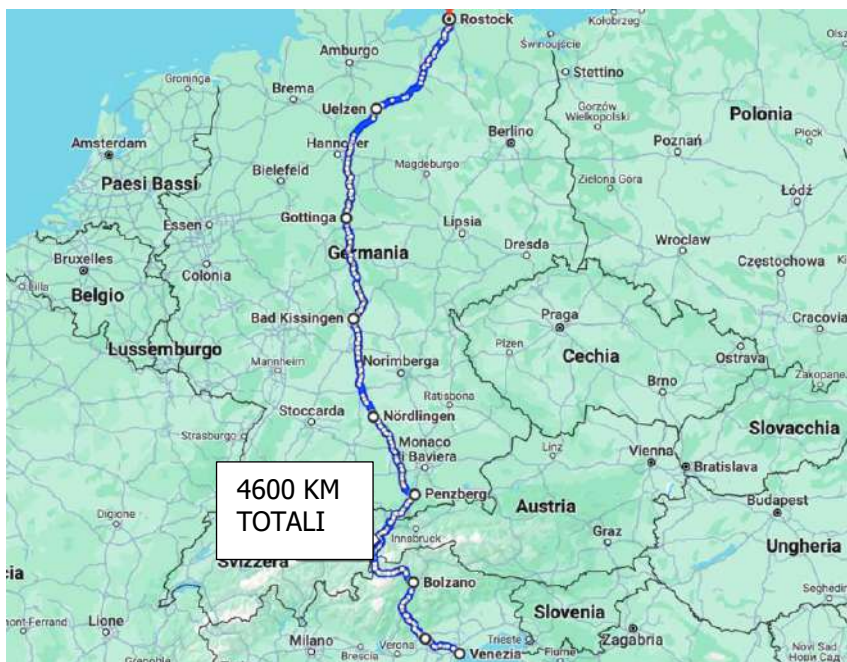 Rostock
Kołobrzeg
Amburgo
Świnoujście
Groninga
Stettino
Brema
Uelzen
Gorzów
Wielkopolski
Polonia
Amsterdam
Hannover
Berlino
Poznań
Płock
Magdeburgo
Paesi Bassi
Bielefeld
Zielona Góra
Łódź
Essen
Gottinga
Lipsia
Bruxelles
Germania
Dresda
Wroclaw
Colonia
Częstochowa
Lilla
Belgio
Bad Kissingen
Praga
Cracovia
Lussemburgo
Plzen
Ostrava
Mannheim
Norimberga
Cechia
Zakopane
Brno
Ratisbona
Stoccarda
Nördlingen
Slovacchia
Strasburgo
Monaco
di Baviera
Linz
Vienna
Bratislava
4600 KM
TOTALI
Penzberg
Austria
Budapest
Digione
Innsbruck
Graz
Svizzera
Ungheria
Bolzano
Slovenia
Lione
Milano
Verona
Trieste
Zagabria
Brescia
Venezia
Fiume
Grenoble
Novi Sad
Нови Сад